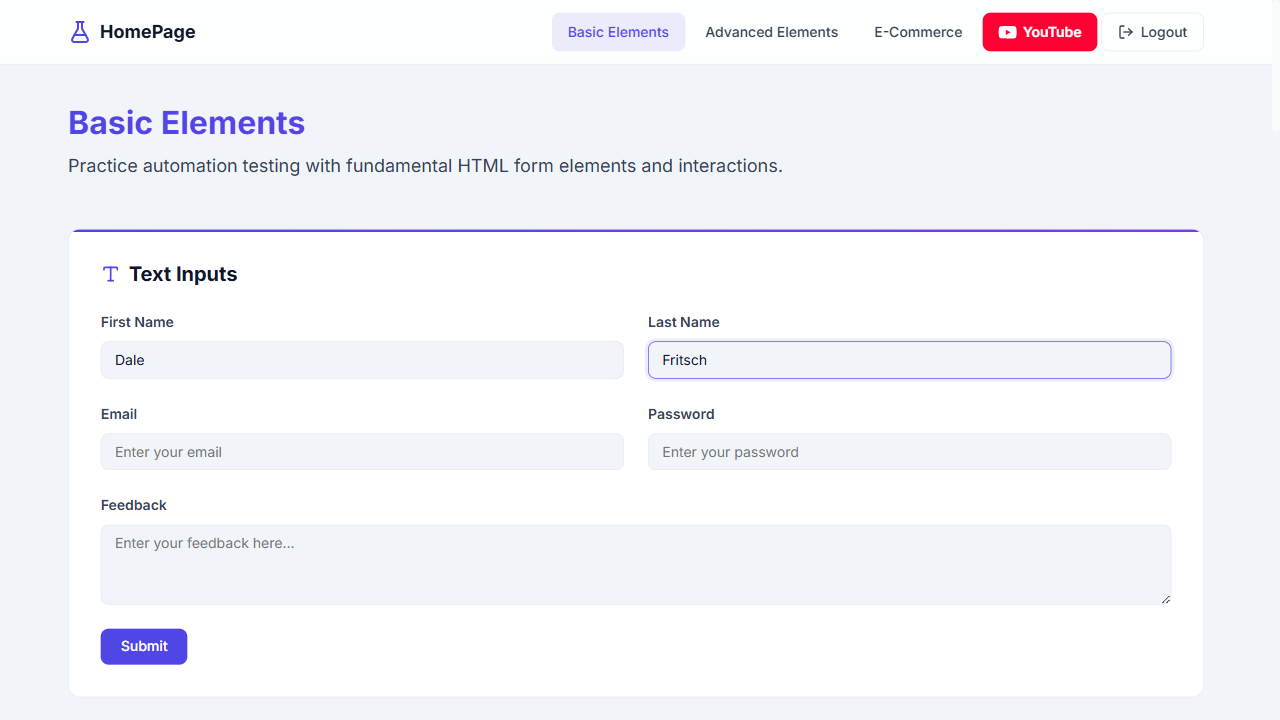 HomePage
Basic Elements
Advanced Elements
E-Commerce
YouTube
Logout
Basic Elements
Practice automation testing with fundamental HTML form elements and interactions.
Text Inputs
First Name
Last Name
Dale
Fritsch
Email
Password
Enter your email
Enter your password
Feedback
Enter your feedback here...
Submit